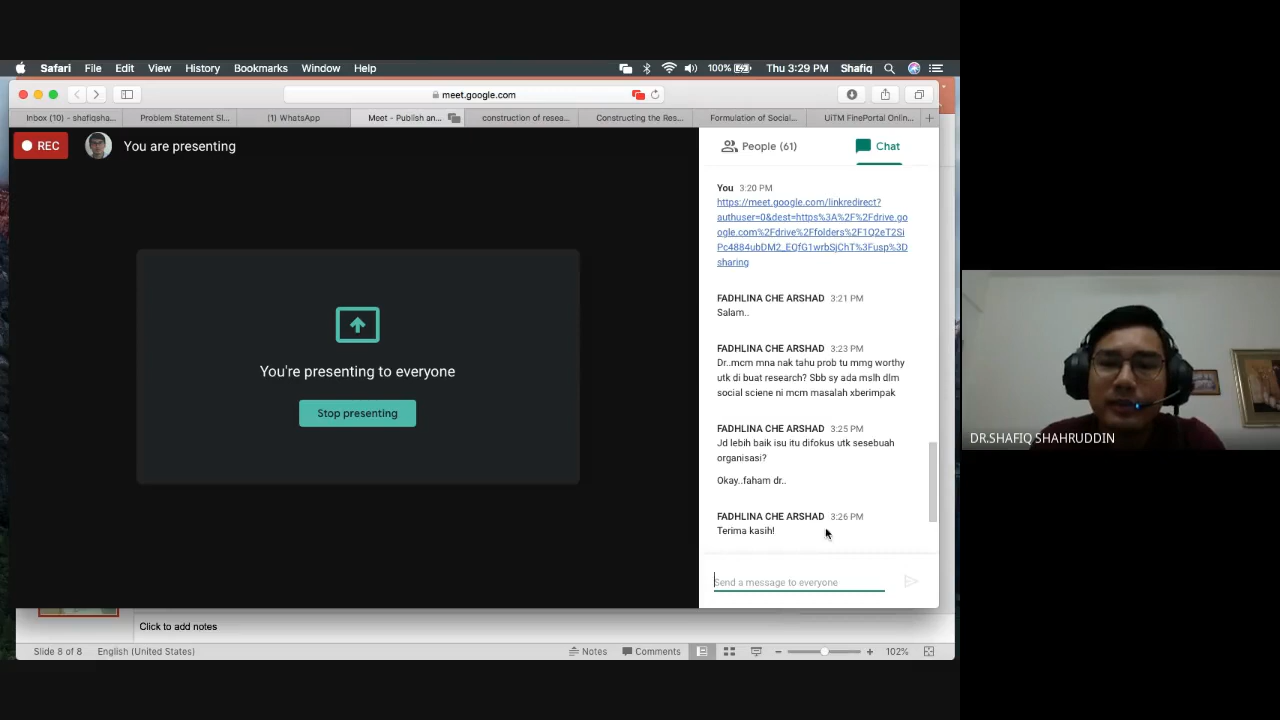 Safari File Edit View History Bookmarks Window Help 100% Thu 3:29 PM Shafiq
meet.google.com
Inbox (10) - shafiqsha... Problem Statement Sl... (1) WhatsApp Meet - Publish an... construction of resea... Constructing the Res... Formulation of Social... UiTM FinePortal Onlin...
REC You are presenting
People (61) Chat
You 3:20 PM
https://meet.google.com/linkredirect?
authuser=0&dest=https%3A%2F%2Fdrive.go
ogle.com%2Fdrive%2Ffolders%2F1Q2eT2Si
Pc4884ubDM2_EQfG1wrbSjChT%3Fusp%3D
sharing
FADHLINA CHE ARSHAD 3:21 PM
Salam..
FADHLINA CHE ARSHAD 3:23 PM
Dr..mcm mna nak tahu prob tu mmg worthy
utk di buat research? Sbb sy ada mslh dlm
social sciene ni mcm masalah xberimpak
FADHLINA CHE ARSHAD 3:25 PM
Jd lebih baik isu itu difokus utk sesebuah
organisasi?
Okay..faham dr..
FADHLINA CHE ARSHAD 3:26 PM
Terima kasih!
Send a message to everyone
You're presenting to everyone
Stop presenting
DR.SHAFIQ SHAHRUDDIN
Click to add notes
Slide 8 of 8 English (United States) Notes Comments 102%